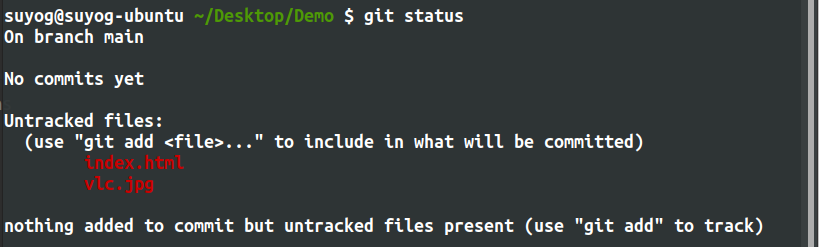 suyog@suyog-ubuntu ~/Desktop/Demo $ git status
On branch main
No commits yet
Untracked files:
(use "git add <file>..." to include in what will be committed)
index.html
vlc.jpg
nothing added to commit but untracked files present (use "git add" to track)